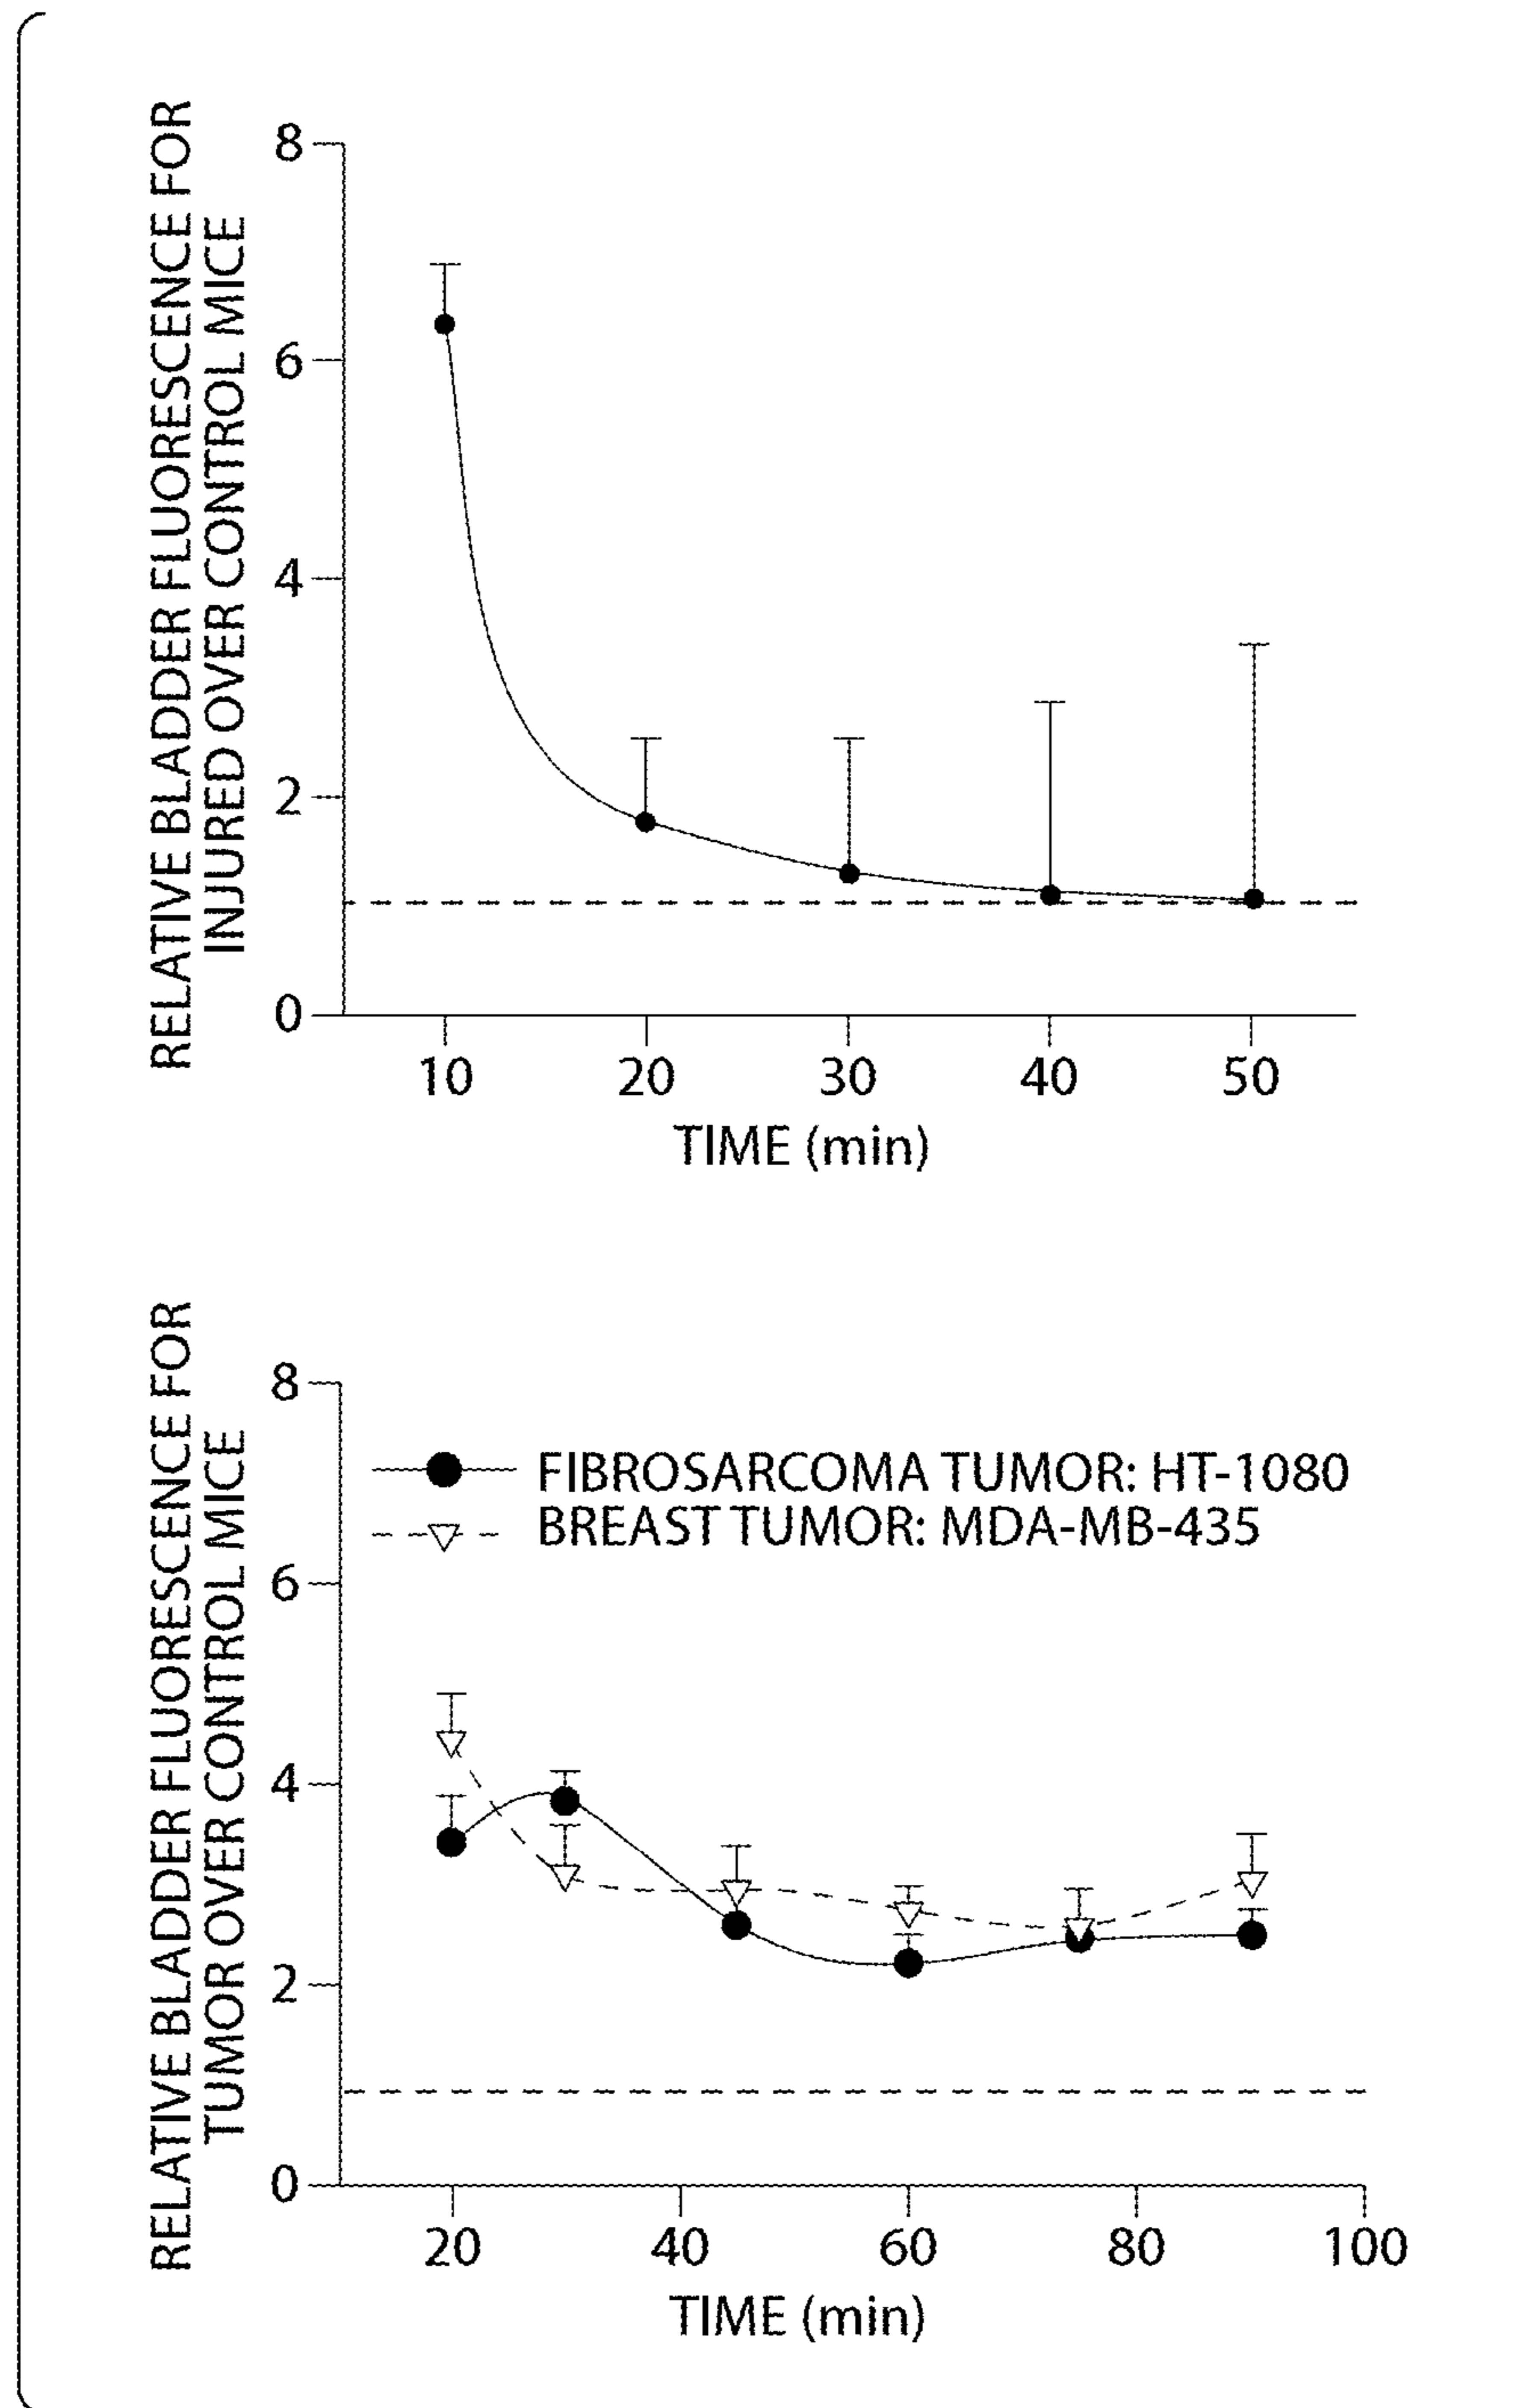 RELATIVE BLADDER FLUORESCENCE FOR
INJURED OVER CONTROL MICE
8
6
4
2
0
10 20 30 40 50
TIME (min)
RELATIVE BLADDER FLUORESCENCE FOR
TUMOR OVER CONTROL MICE
8
6
4
2
0
FIBROSARCOMA TUMOR: HT-1080
BREAST TUMOR: MDA-MB-435
20 40 60 80 100
TIME (min)